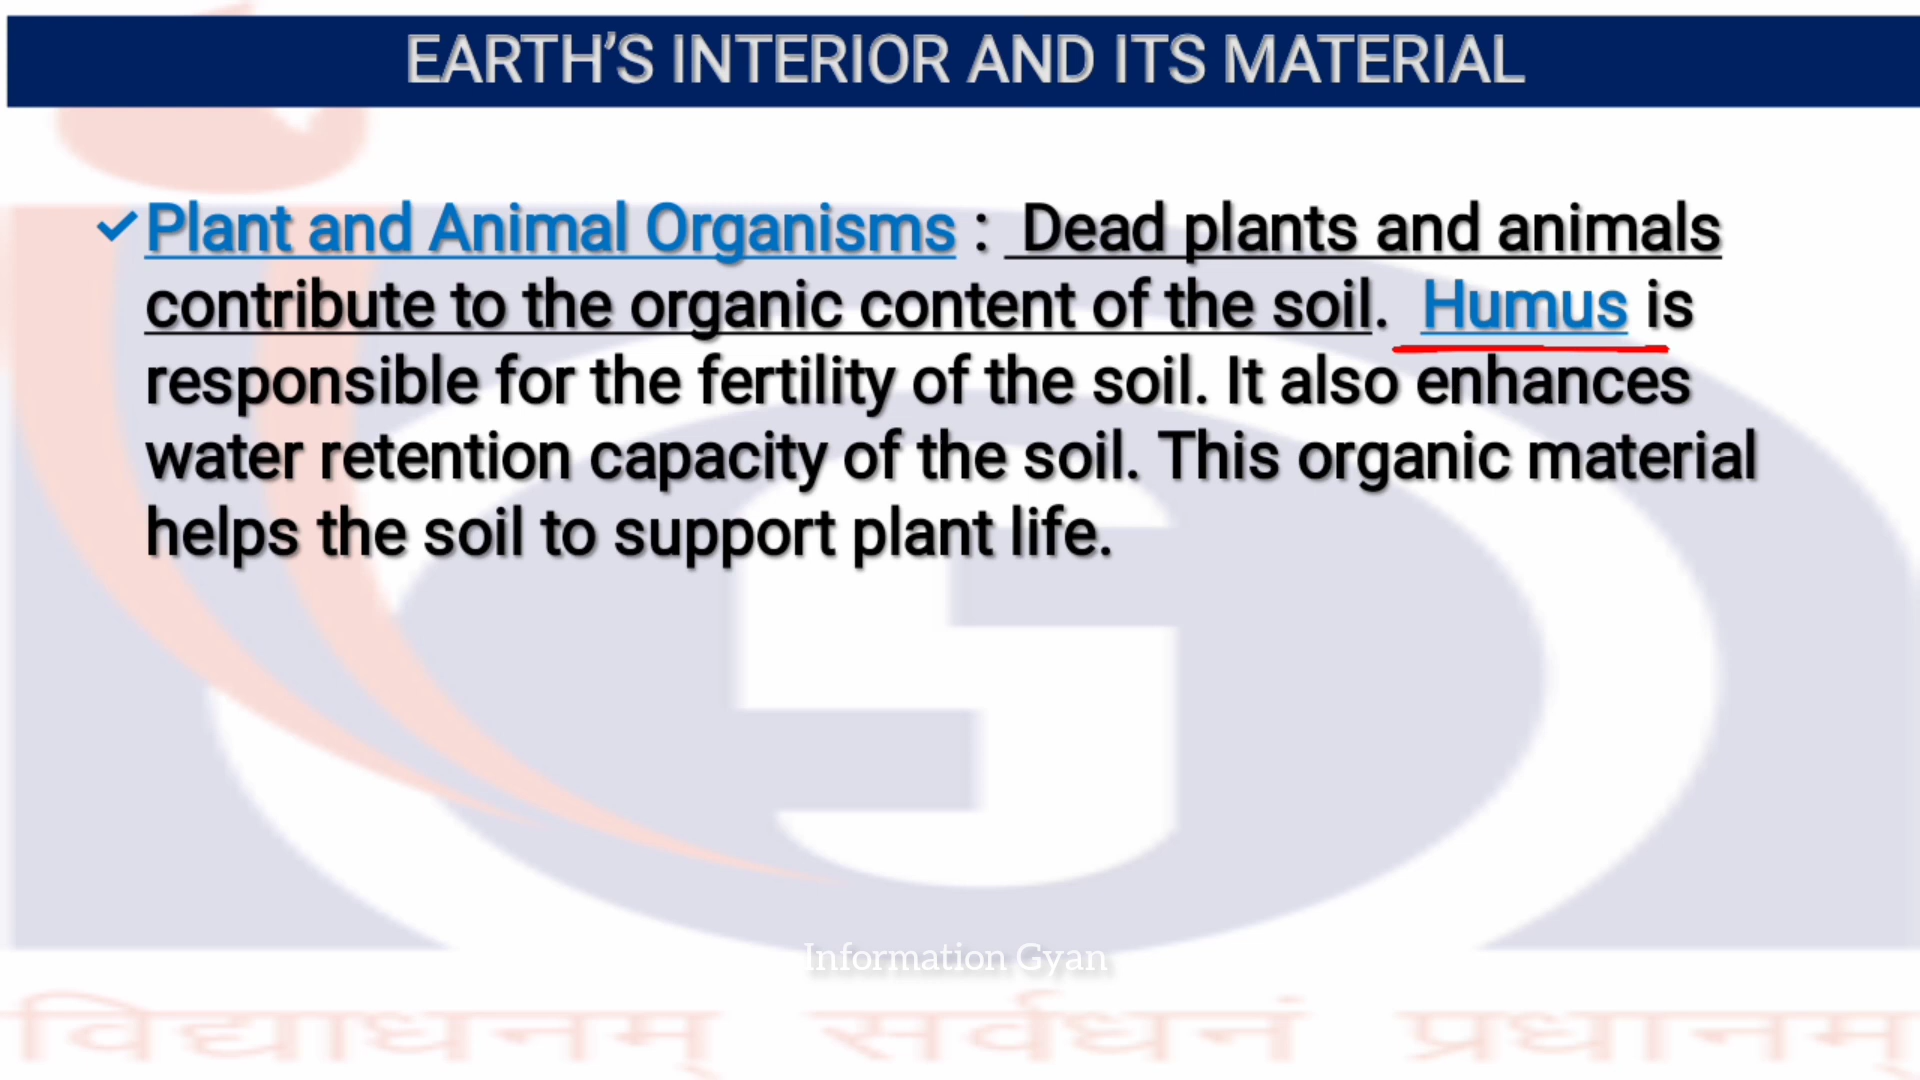 EARTH’S INTERIOR AND ITS MATERIAL
Plant and Animal Organisms : Dead plants and animals
contribute to the organic content of the soil. Humus is
responsible for the fertility of the soil. It also enhances
water retention capacity of the soil. This organic material
helps the soil to support plant life.
Information Gyan
विद्याधनम् सर्वधनं प्रधानम्